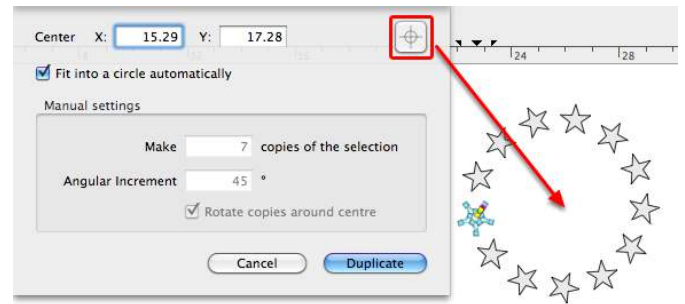 Center X: 15.29 Y: 17.28
24 28
Fit into a circle automatically
Manual settings
Make 7 copies of the selection
Angular Increment 45 °
Rotate copies around centre
Cancel Duplicate